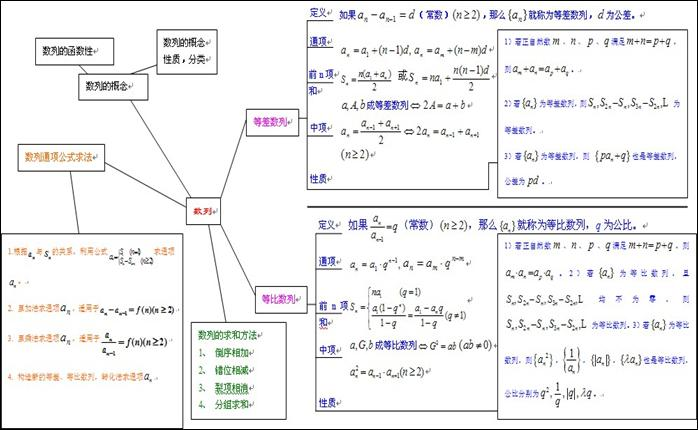 数列的函数性
数列的概念
性质,分类
数列的概念
数列通项公式求法
数列
等差数列
等比数列
定义 如果 aₙ − aₙ₋₁ = d(常数)(n ≥ 2),那么{aₙ}就称为等差数列,d 为公差。
通项 aₙ = a₁ + (n−1)d, aₙ = aₘ + (n−m)d
前 n 项和 Sₙ = n(a₁+aₙ)/2 或 Sₙ = na₁ + n(n−1)d/2
a, A, b 成等差数列 ⇔ 2A = a + b
中项 aₙ = (aₙ₋₁ + aₙ₊₁)/2 ⇔ 2aₙ = aₙ₋₁ + aₙ₊₁
(n ≥ 2)
性质
1)若正自然数 m 、 n 、 p 、 q 满足 m+n=p+q ,
则 aₘ + aₙ = aₚ + a_q 。
2)若{aₙ}为等差数列,则 Sₙ, S₂ₙ − Sₙ, S₃ₙ − S₂ₙ, L 为
等差数列。
3)若{aₙ}为等差数列,则 {paₙ + q} 也是等差数列,
公差为 pd 。
定义 如果 aₙ/aₙ₋₁ = q (常数)(n ≥ 2),那么{aₙ}就称为等比数列,q 为公比。
通项 aₙ = a₁ · qⁿ⁻¹, aₙ = aₘ · qⁿ⁻ᵐ
前 n 项和 Sₙ = { na₁ (q = 1)
a₁(1−qⁿ)/(1−q) = (a₁−aₙq)/(1−q) (q ≠ 1)
中项 a, G, b 成等比数列 ⇔ G² = ab (ab ≠ 0)
aₙ² = aₙ₋₁ · aₙ₊₁ (n ≥ 2)
性质
1)若正自然数 m 、 n 、 p 、 q 满足 m+n=p+q ,则
aₘ · aₙ = aₚ · a_q 。 2 ) 若 {aₙ} 为 等 比 数 列 , 且
Sₙ, S₂ₙ − Sₙ, S₃ₙ − S₂ₙ, L 均 不 为 零 , 则
Sₙ, S₂ₙ − Sₙ, S₃ₙ − S₂ₙ, L 为等比数列。3)若{aₙ}为等比
数列,则{aₙ²}, {1/aₙ}, {|aₙ|}, {λaₙ}也是等比数列,
公比分别为 q², 1/q, |q|, λq 。
1.根据 aₙ 与 Sₙ 的关系,利用公式 aₙ = {S₁ (n=1) Sₙ−Sₙ₋₁ (n≥2) 求通项
aₙ。
2. 累加法求通项 aₙ,适用于 aₙ − aₙ₋₁ = f(n)(n ≥ 2)
3. 累乘法求通项 aₙ,适用于 aₙ/aₙ₋₁ = f(n)(n ≥ 2)
4. 构造新的等差、等比数列,转化法求通项 aₙ
数列的求和方法
1、 倒序相加
2、 错位相减
3、 裂项相消
4、 分组求和